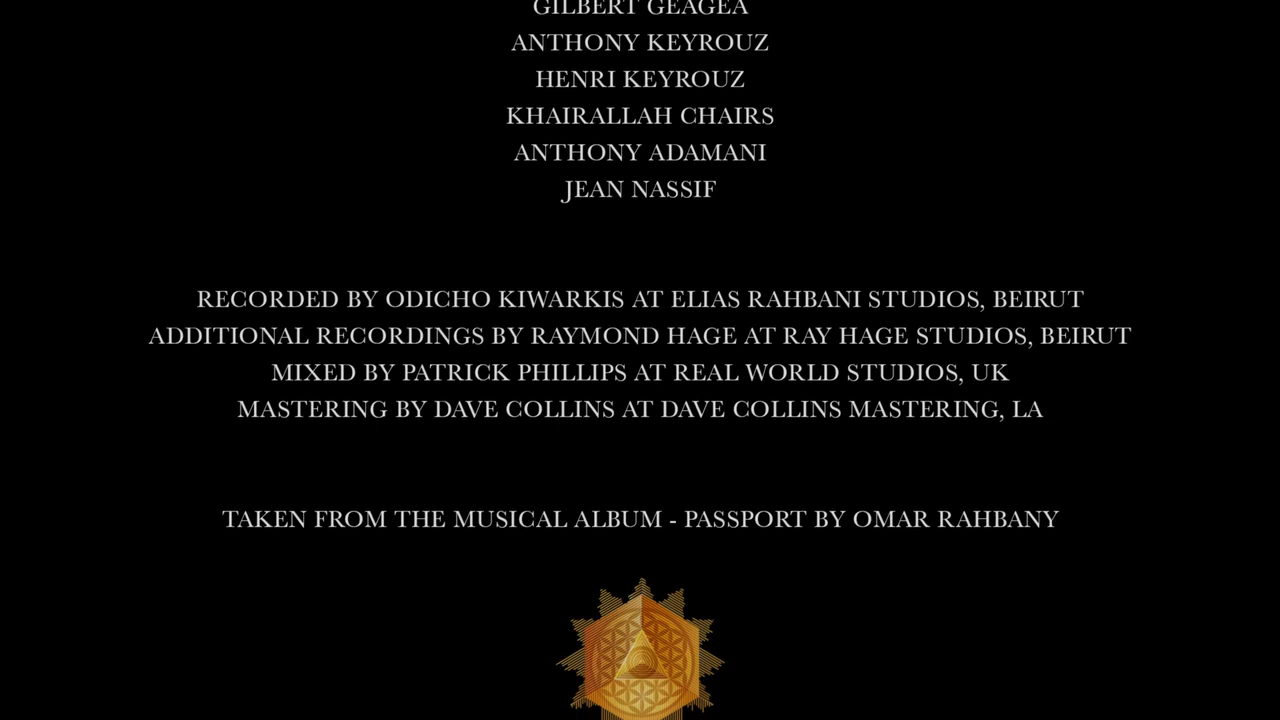 GILBERT GEAGEA
ANTHONY KEYROUZ
HENRI KEYROUZ
KHAIRALLAH CHAIRS
ANTHONY ADAMANI
JEAN NASSIF
RECORDED BY ODICHO KIWARKIS AT ELIAS RAHBANI STUDIOS, BEIRUT
ADDITIONAL RECORDINGS BY RAYMOND HAGE AT RAY HAGE STUDIOS, BEIRUT
MIXED BY PATRICK PHILLIPS AT REAL WORLD STUDIOS, UK
MASTERING BY DAVE COLLINS AT DAVE COLLINS MASTERING, LA
TAKEN FROM THE MUSICAL ALBUM - PASSPORT BY OMAR RAHBANY